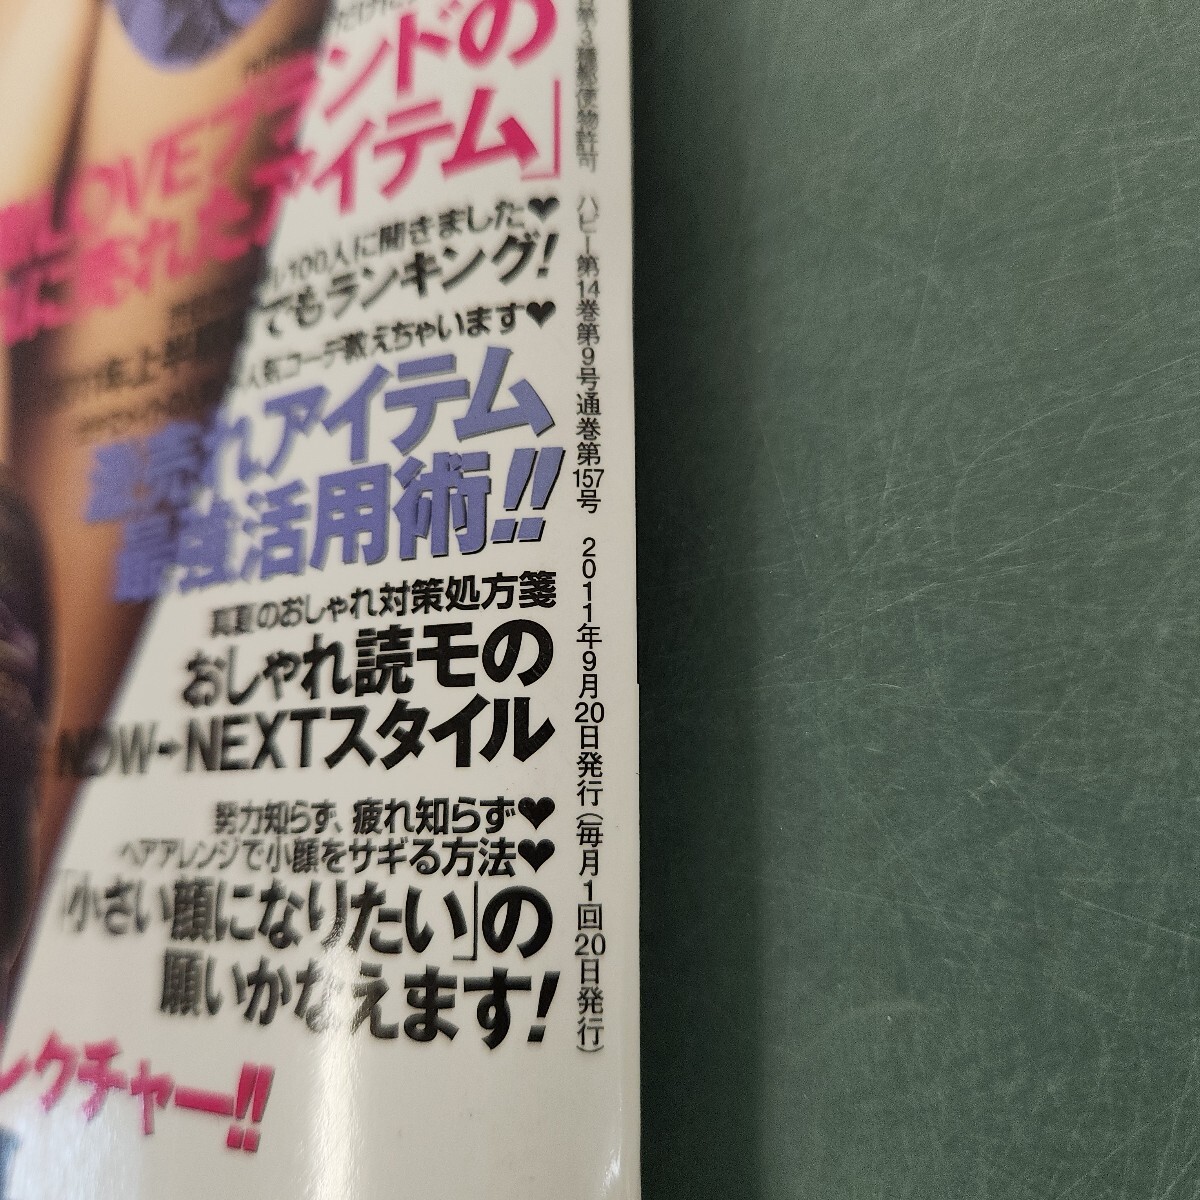 ンドの
アイテム」
100人に聞きました♥
てもランキング!
人気コーデ教えちゃいます♥
売れアイテム
最強活用術!!
真夏のおしゃれ対策処方箋
おしゃれ読モの
NOW→NEXTスタイル
努力知らず、疲れ知らず♥
ヘアアレンジで小顔をサギる方法♥
「小さい顔になりたい」の
願いかなえます!
レクチャー!!
第3種郵便物許可 ハピー第14巻第9号通巻第157号 2011年9月20日発行(毎月1回20日発行)